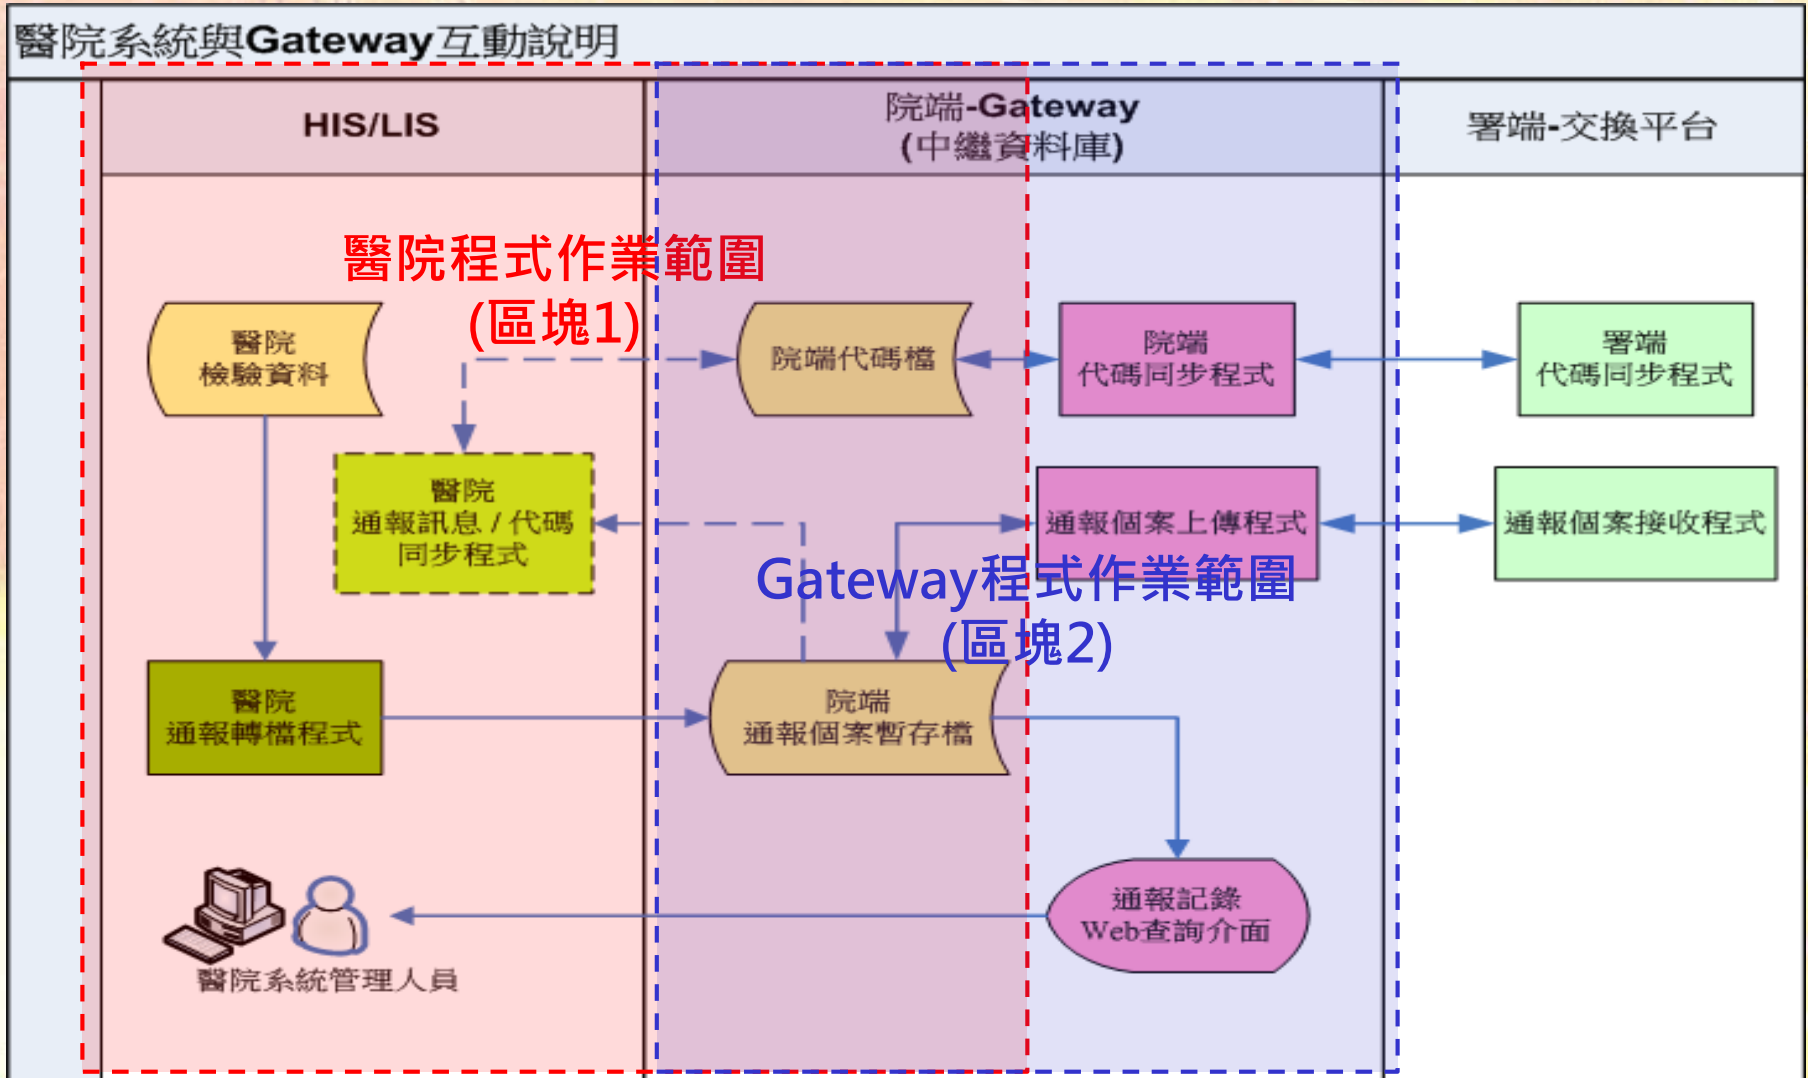 醫院系統與Gateway互動說明
HIS/LIS
院端-Gateway
(中繼資料庫)
署端-交換平台
醫院程式作業範圍
(區塊1)
醫院
檢驗資料
院端代碼檔
院端
代碼同步程式
署端
代碼同步程式
醫院
通報訊息 / 代碼
同步程式
通報個案上傳程式
通報個案接收程式
Gateway程式作業範圍
(區塊2)
醫院
通報轉檔程式
院端
通報個案暫存檔
通報記錄
Web查詢介面
醫院系統管理人員